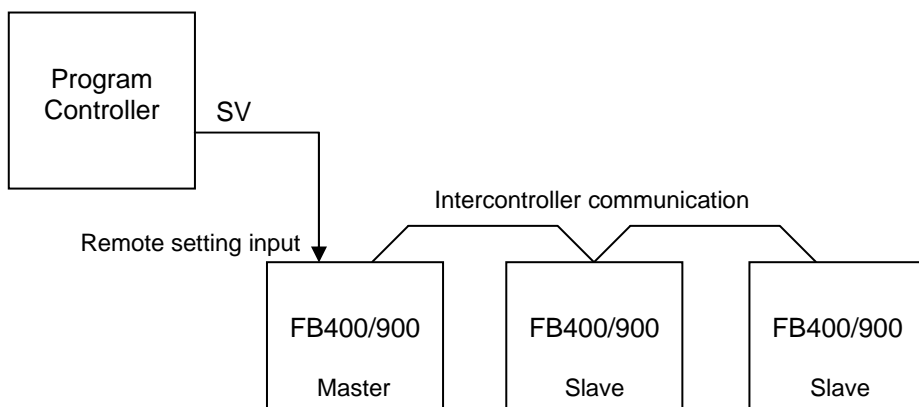 Program
Controller
SV
Intercontroller communication
Remote setting input
FB400/900
Master
FB400/900
Slave
FB400/900
Slave